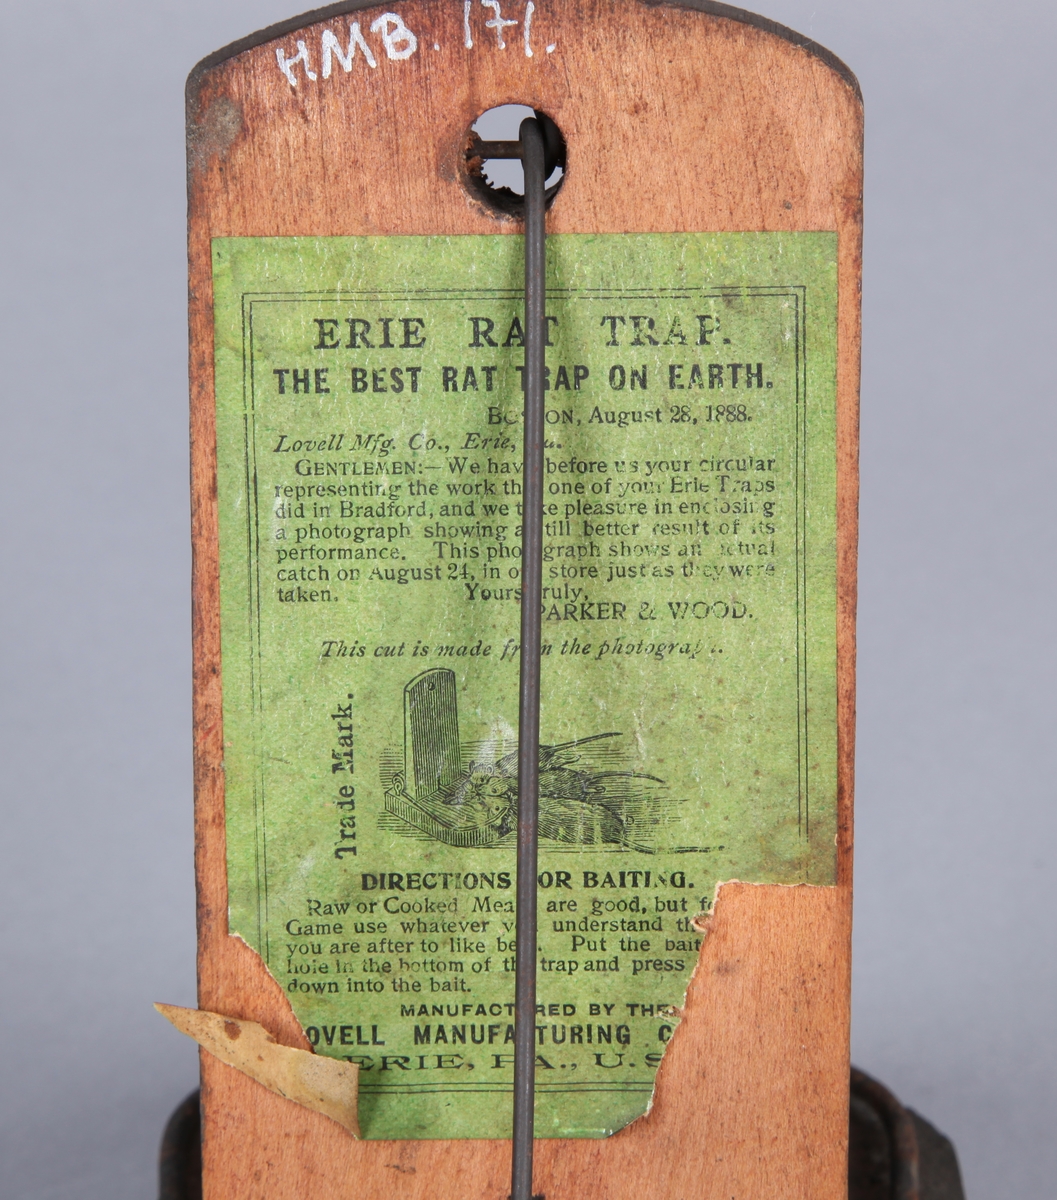 HMB. 171.
ERIE RAT TRAP.
THE BEST RAT TRAP ON EARTH.
BOSTON, August 28, 1888.
Lovell Mfg. Co., Erie,
GENTLEMEN:—We have before us your circular
representing the work that one of your Erie Traps
did in Bradford, and we take pleasure in enclosing
a photograph showing a still better result of its
performance. This photograph shows an actual
catch on August 24, in our store just as they were
taken. Yours truly,
PARKER & WOOD.
This cut is made from the photograph.
Trade Mark.
DIRECTIONS FOR BAITING.
Raw or Cooked Meat are good, but
Game use whatever you understand
you are after to like best. Put the bait
hole in the bottom of the trap and press
down into the bait.
MANUFACTURED BY THE
LOVELL MANUFACTURING
ERIE, PA., U.S